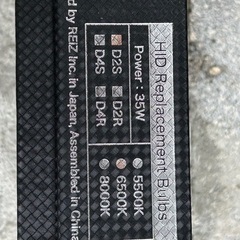 HID Replacement Bulbs
Power : 35W
D2S D2R
D4S D4R
5500K
6500K
8000K
d by REIZ Inc. in Japan, Assembled in China